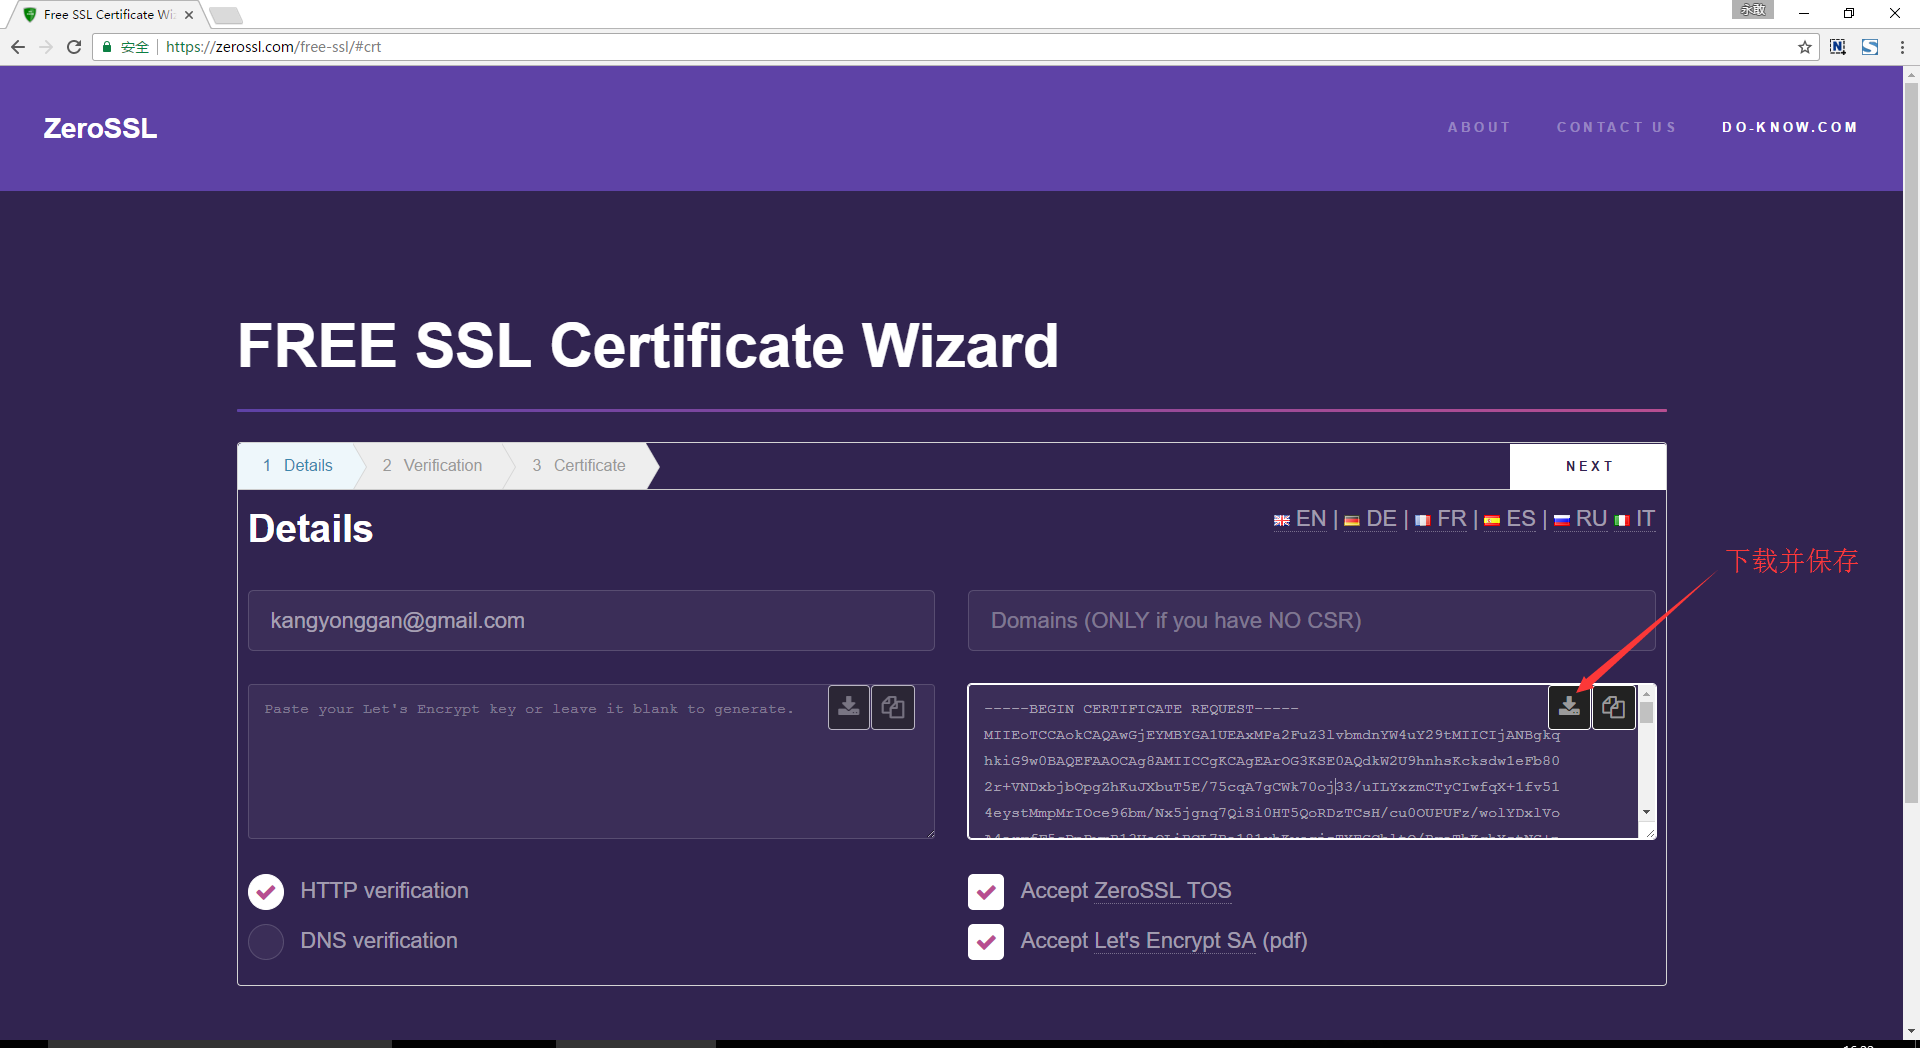 Free SSL Certificate Wi
永敢
安全
https://zerossl.com/free-ssl/#crt
ZeroSSL
ABOUT
CONTACT US
DO-KNOW.COM
FREE SSL Certificate Wizard
1 Details
2 Verification
3 Certificate
NEXT
Details
EN | DE | FR | ES | RU IT
下载并保存
kangyonggan@gmail.com
Domains (ONLY if you have NO CSR)
Paste your Let's Encrypt key or leave it blank to generate.
-----BEGIN CERTIFICATE REQUEST-----
MIIEoTCCAokCAQAwGjEYMBYGA1UEAxMPa2FuZ3lvbmdnYW4uY29tMIICIjANBgkq
hkiG9w0BAQEFAAOCAg8AMIICCgKCAgEArOG3KSE0AQdkW2U9hnhsKcksdw1eFb80
2r+VNDxbjbOpgZhKuJXbuT5E/75cqA7gCWk70oj33/uILYxzmCTyCIwfqX+1fv51
4eystMmpMrIOce96bm/Nx5jgnq7QiSi0HT5QoRDzTCsH/cu0OUPUFz/wolYDxlVo
HTTP verification
DNS verification
Accept ZeroSSL TOS
Accept Let's Encrypt SA (pdf)